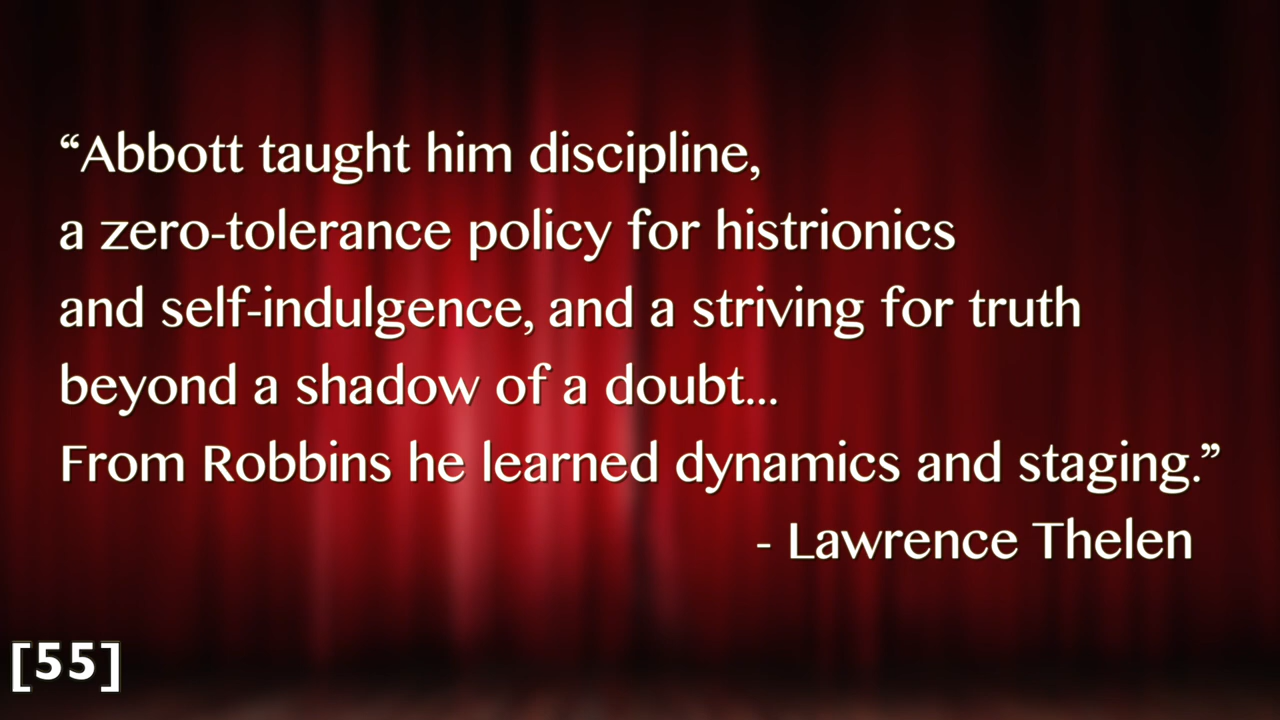 “Abbott taught him discipline,
a zero-tolerance policy for histrionics
and self-indulgence, and a striving for truth
beyond a shadow of a doubt...
From Robbins he learned dynamics and staging.”
- Lawrence Thelen
[55]